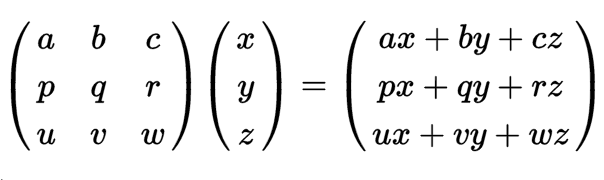 a b c x ax + by + cz
p q r y = px + qy + rz
u v w z ux + vy + wz